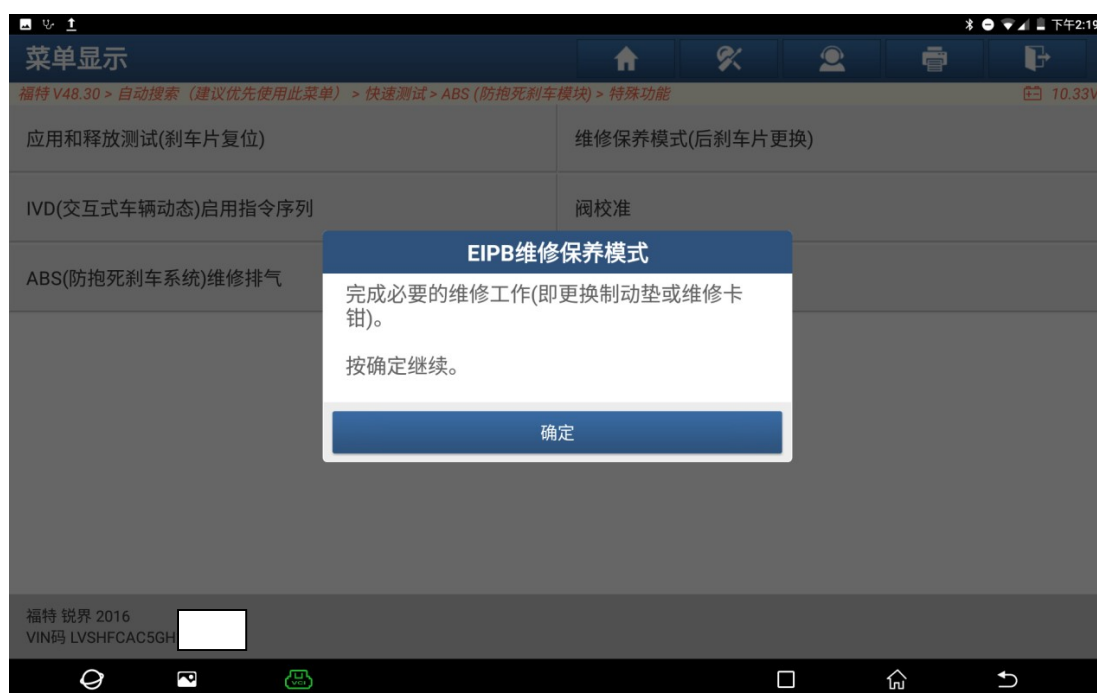 下午2:19
菜单显示
福特 V48.30 > 自动搜索（建议优先使用此菜单） > 快速测试 > ABS (防抱死刹车模块) > 特殊功能
10.33V
应用和释放测试(刹车片复位)
维修保养模式(后刹车片更换)
IVD(交互式车辆动态)启用指令序列
阀校准
ABS(防抱死刹车系统)维修排气
EIPB维修保养模式
完成必要的维修工作(即更换制动垫或维修卡
钳)。
按确定继续。
确定
福特 锐界 2016
VIN码 LVSHFCAC5GH
VCI